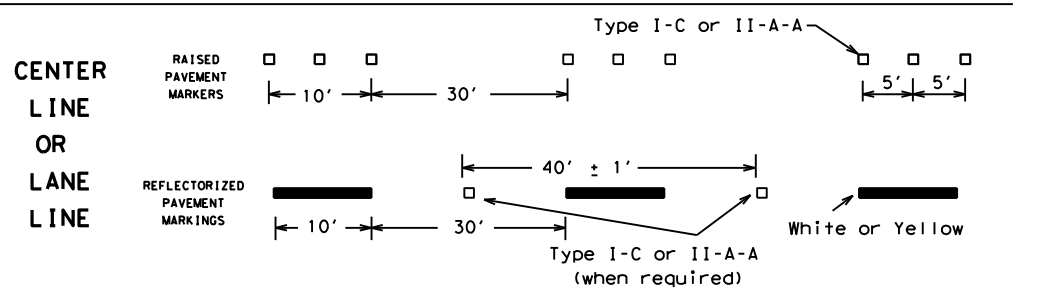 Type I-C or II-A-A
CENTER
LINE
OR
LANE
LINE
RAISED
PAVEMENT
MARKERS
10'
30'
5'
5'
40' ± 1'
REFLECTORIZED
PAVEMENT
MARKINGS
10'
30'
Type I-C or II-A-A
(when required)
White or Yellow